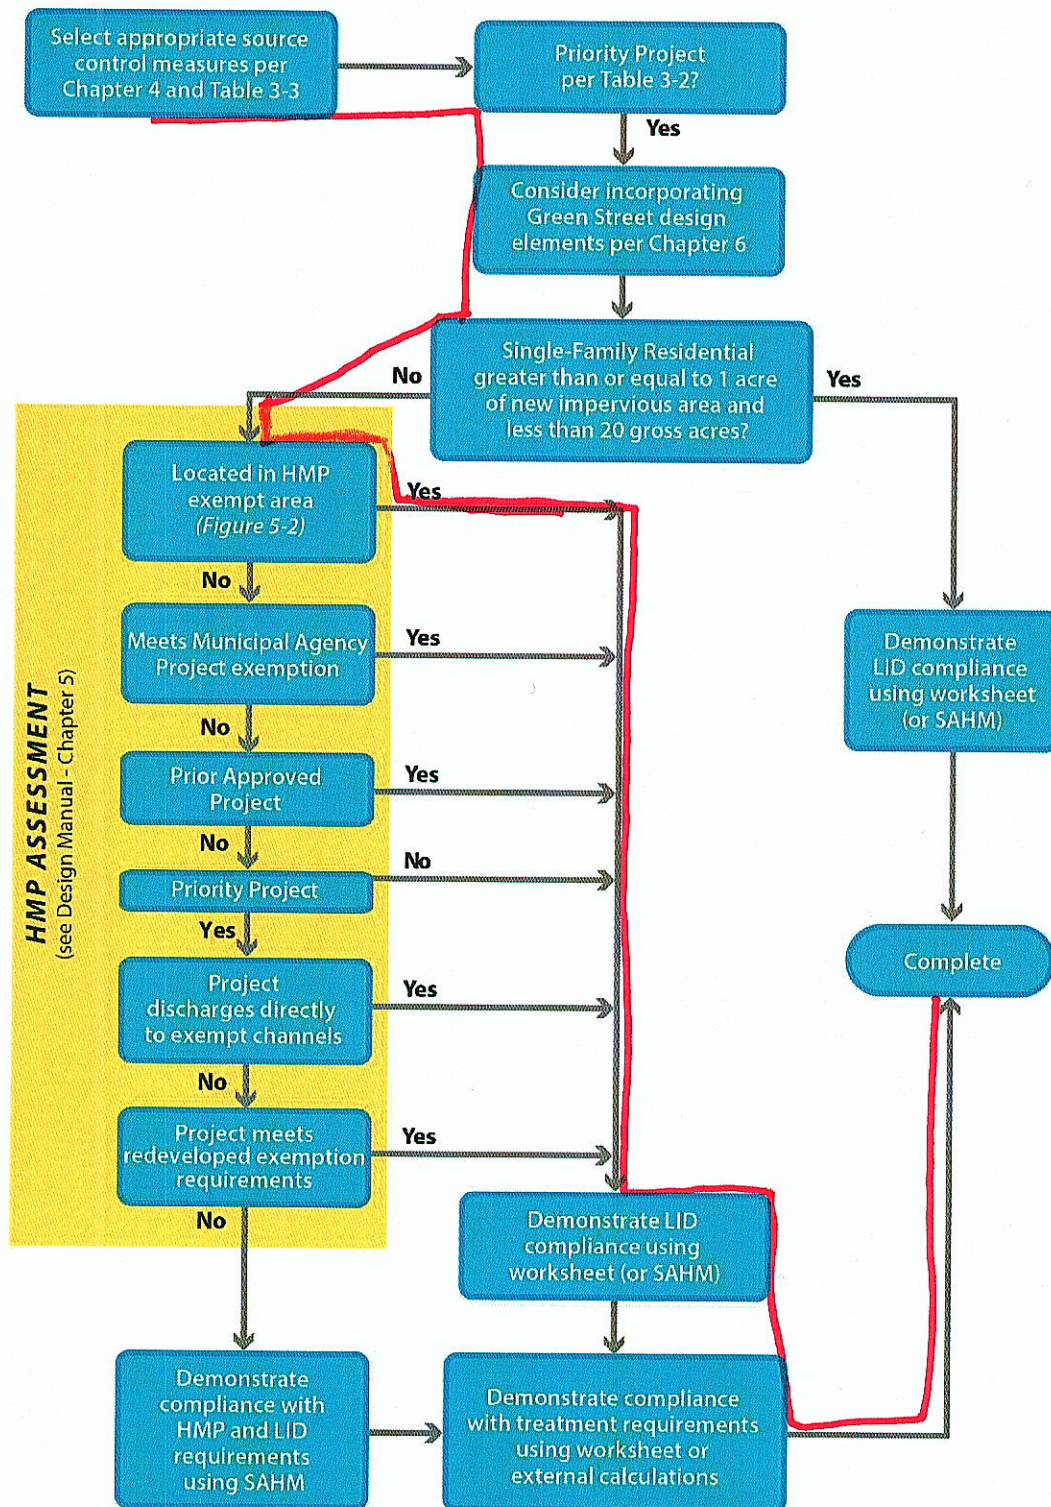 Select appropriate source
control measures per
Chapter 4 and Table 3-3
Priority Project
per Table 3-2?
Yes
Consider incorporating
Green Street design
elements per Chapter 6
Single-Family Residential
greater than or equal to 1 acre
of new impervious area and
less than 20 gross acres?
No
Yes
HMP ASSESSMENT
(see Design Manual - Chapter 5)
Located in HMP
exempt area
(Figure 5-2)
Yes
No
Meets Municipal Agency
Project exemption
Yes
No
Prior Approved
Project
Yes
No
Priority Project
No
Yes
Project
discharges directly
to exempt channels
Yes
No
Project meets
redeveloped exemption
requirements
Yes
No
Demonstrate
LID compliance
using worksheet
(or SAHM)
Complete
Demonstrate LID
compliance using
worksheet (or SAHM)
Demonstrate
compliance with
HMP and LID
requirements
using SAHM
Demonstrate compliance
with treatment requirements
using worksheet or
external calculations